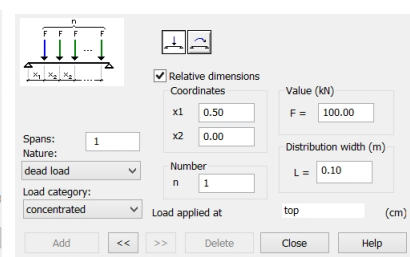 n
F F F F
...
x1 x2 x2 ...
Relative dimensions
Coordinates
x1 0.50
x2 0.00
Value (kN)
F = 100.00
Spans: 1
Nature:
dead load
Number
n 1
Distribution width (m)
L = 0.10
Load category:
concentrated
Load applied at top (cm)
Add << >> Delete Close Help